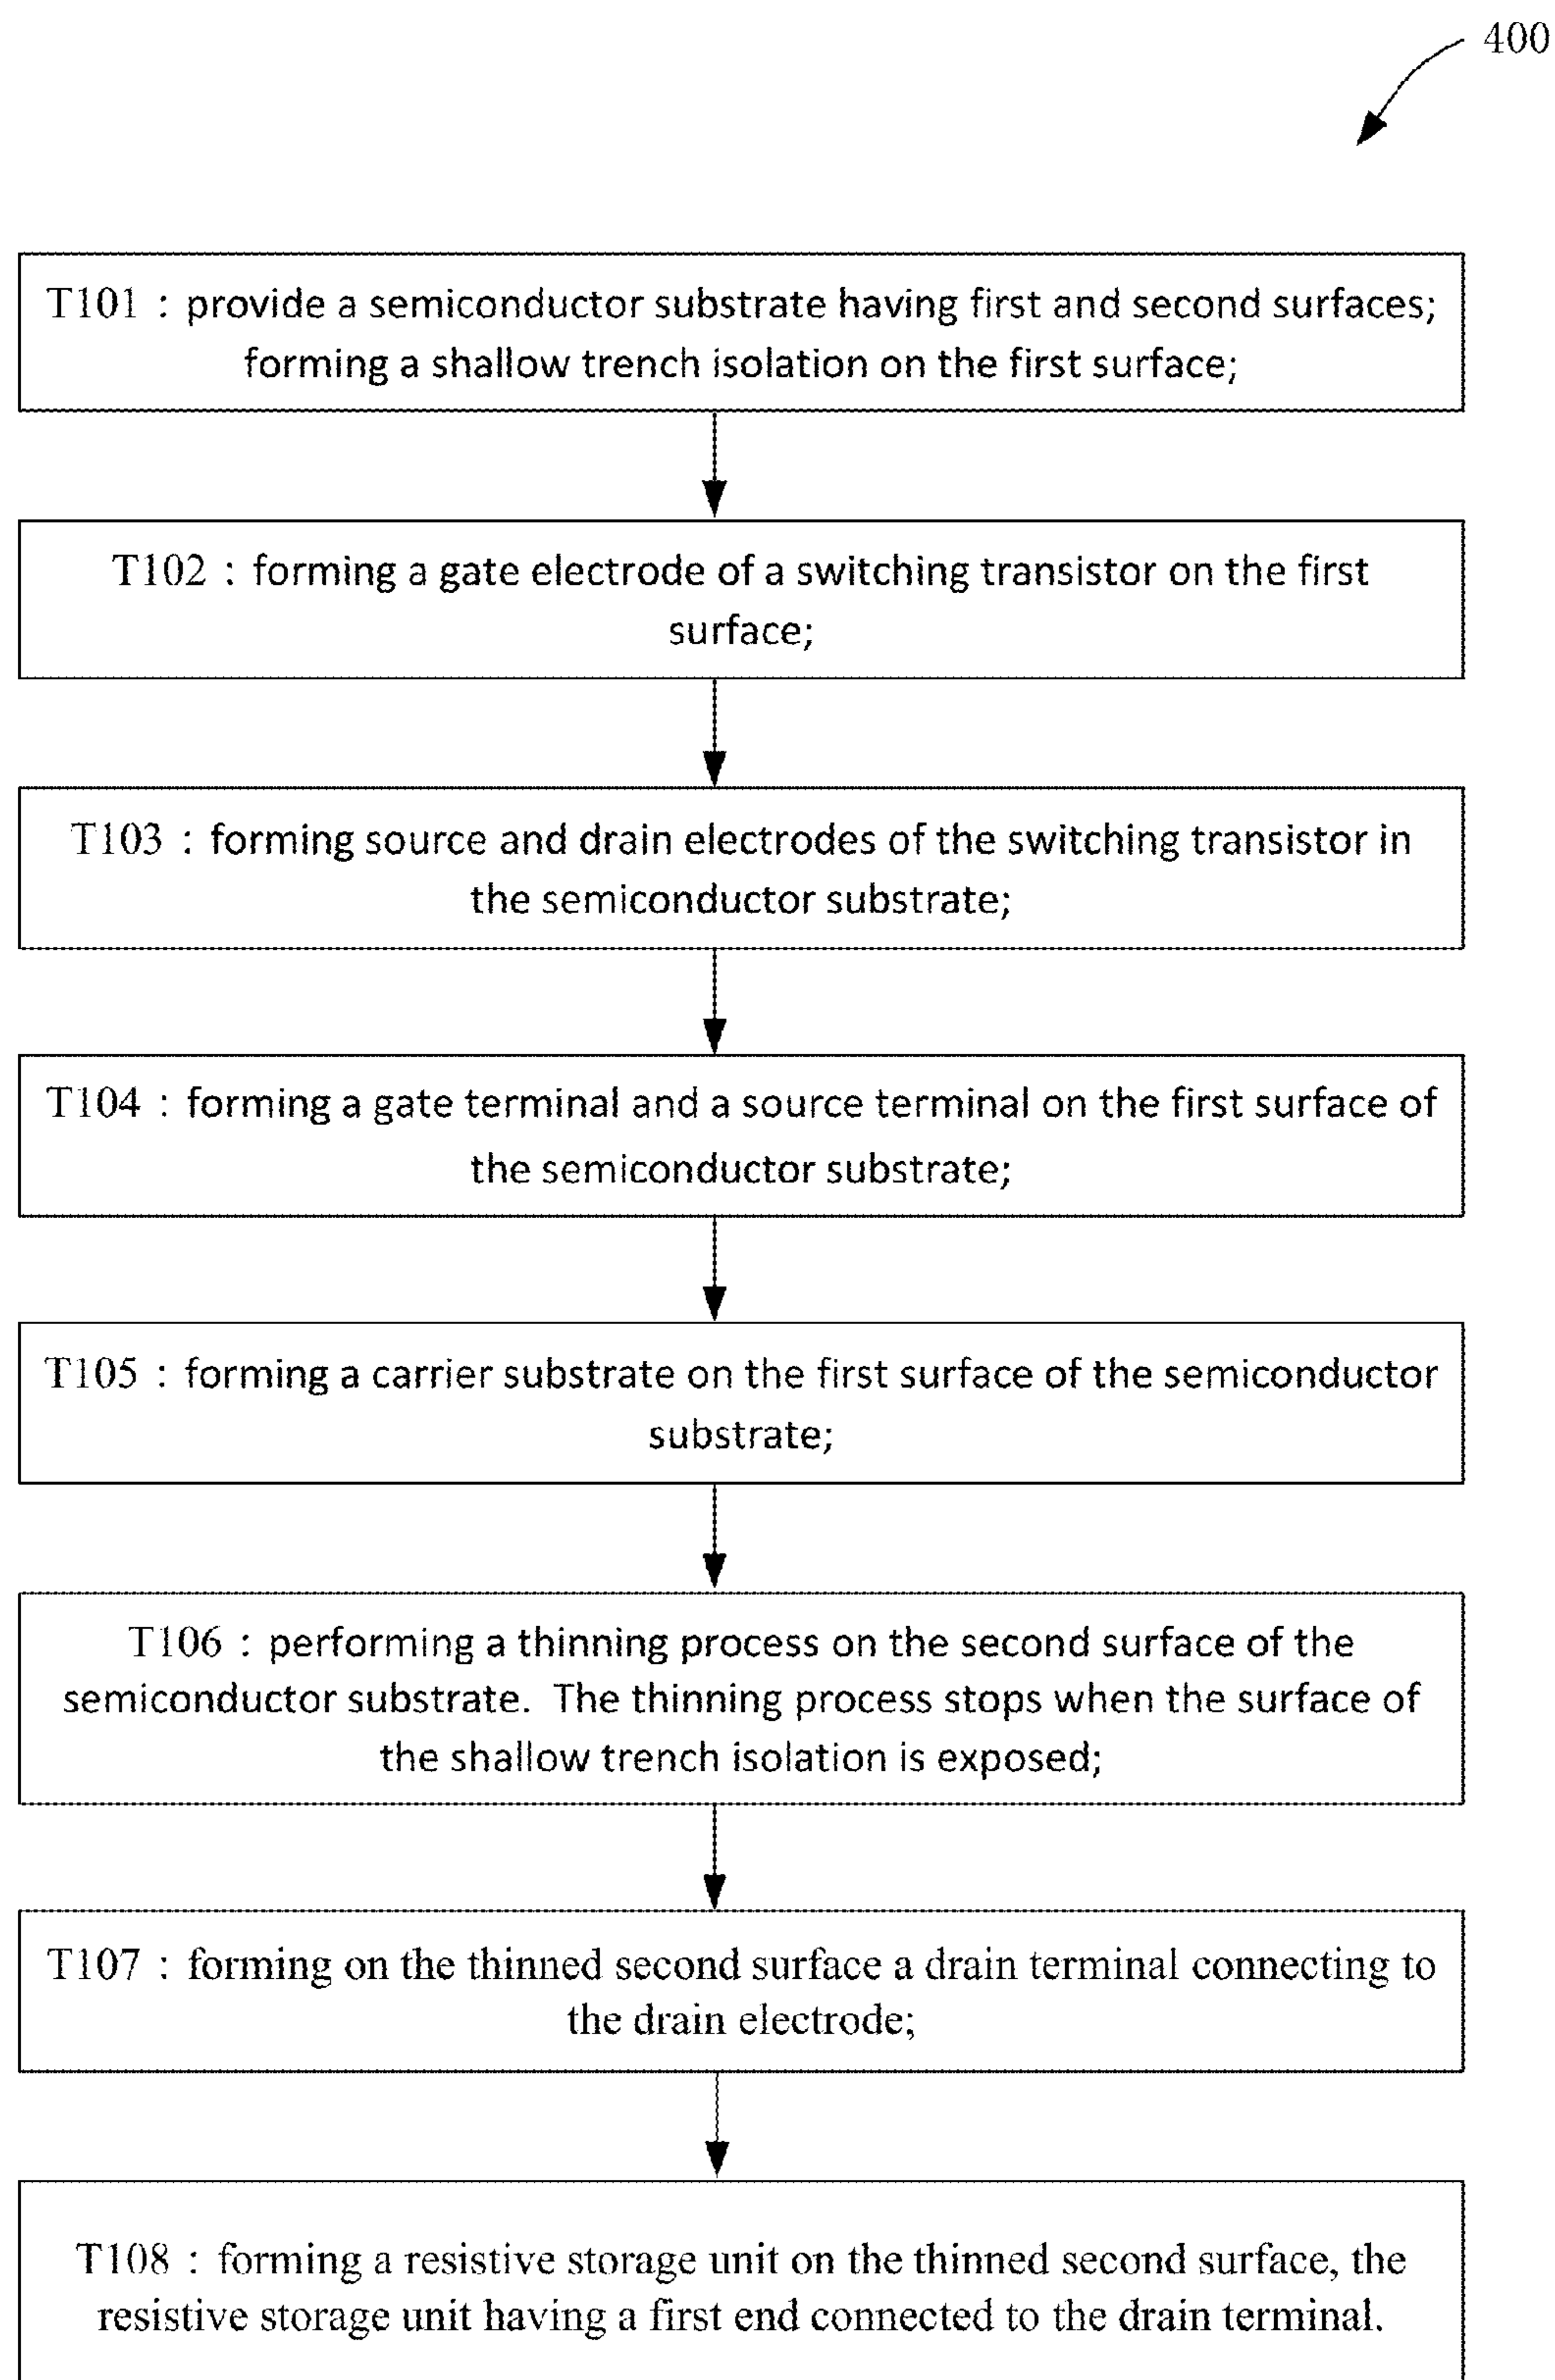 400
T101 : provide a semiconductor substrate having first and second surfaces;
forming a shallow trench isolation on the first surface;
T102 : forming a gate electrode of a switching transistor on the first
surface;
T103 : forming source and drain electrodes of the switching transistor in
the semiconductor substrate;
T104 : forming a gate terminal and a source terminal on the first surface of
the semiconductor substrate;
T105 : forming a carrier substrate on the first surface of the semiconductor
substrate;
T106 : performing a thinning process on the second surface of the
semiconductor substrate.  The thinning process stops when the surface of
the shallow trench isolation is exposed;
T107 : forming on the thinned second surface a drain terminal connecting to
the drain electrode;
T108 : forming a resistive storage unit on the thinned second surface, the
resistive storage unit having a first end connected to the drain terminal.